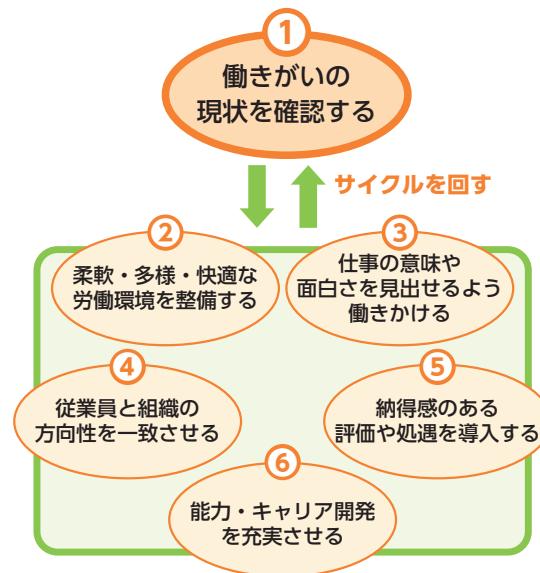 ①
働きがいの
現状を確認する
サイクルを回す
②
柔軟・多様・快適な
労働環境を整備する
③
仕事の意味や
面白さを見出せるよう
働きかける
④
従業員と組織の
方向性を一致させる
⑤
納得感のある
評価や処遇を導入する
⑥
能力・キャリア開発
を充実させる